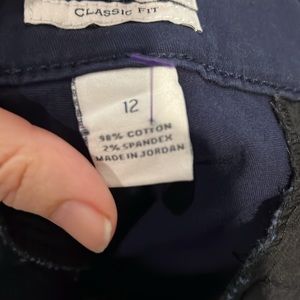 CLASSIC FIT
12
98% COTTON
2% SPANDEX
MADE IN JORDAN